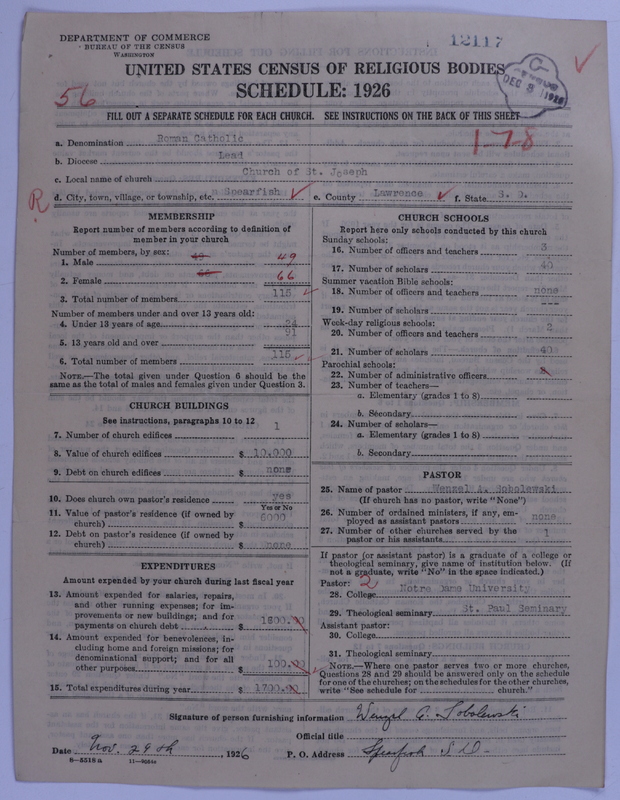 DEPARTMENT OF COMMERCE
BUREAU OF THE CENSUS
WASHINGTON
12117
UNITED STATES CENSUS OF RELIGIOUS BODIES
SCHEDULE: 1926
DEC 8 1926
56
FILL OUT A SEPARATE SCHEDULE FOR EACH CHURCH. SEE INSTRUCTIONS ON THE BACK OF THIS SHEET
1-7-8
a. Denomination Roman Catholic
b. Diocese Lead
c. Local name of church Church of St. Joseph
R
d. City, town, village, or township, etc. Spearfish e. County Lawrence f. State S. D.
MEMBERSHIP
Report number of members according to definition of
member in your church
Number of members, by sex:
1. Male 49
2. Female 66
3. Total number of members 115
Number of members under and over 13 years old:
4. Under 13 years of age 24
5. 13 years old and over 91
6. Total number of members 115
NOTE.—The total given under Question 6 should be the
same as the total of males and females given under Question 3.
CHURCH BUILDINGS
See instructions, paragraphs 10 to 12
7. Number of church edifices 1
8. Value of church edifices $ 10,000
9. Debt on church edifices $ none
10. Does church own pastor's residence yes
Yes or No
11. Value of pastor's residence (if owned by
church) $ 6000
12. Debt on pastor's residence (if owned by
church) $ none
EXPENDITURES
Amount expended by your church during last fiscal year
13. Amount expended for salaries, repairs,
and other running expenses; for im-
provements or new buildings; and for
payments on church debt $ 1600.00
14. Amount expended for benevolences, in-
cluding home and foreign missions; for
denominational support; and for all
other purposes $ 100.00
15. Total expenditures during year $ 1700.00
CHURCH SCHOOLS
Report here only schools conducted by this church
Sunday schools:
16. Number of officers and teachers 3
17. Number of scholars 40
Summer vacation Bible schools:
18. Number of officers and teachers none
19. Number of scholars ---
Week-day religious schools:
20. Number of officers and teachers 2
21. Number of scholars 40
Parochial schools:
22. Number of administrative officers
23. Number of teachers—
a. Elementary (grades 1 to 8)
b. Secondary
24. Number of scholars—
a. Elementary (grades 1 to 8)
b. Secondary
PASTOR
25. Name of pastor Wenzel A. Sobolewski
(If church has no pastor, write "None")
26. Number of ordained ministers, if any, em-
ployed as assistant pastors none
27. Number of other churches served by the
pastor or his assistants 1
If pastor (or assistant pastor) is a graduate of a college or
theological seminary, give name of institution below. (If
not a graduate, write "No" in the space indicated.)
Pastor: 2
28. College Notre Dame University
29. Theological seminary St. Paul Seminary
Assistant pastor:
30. College
31. Theological seminary
NOTE.—Where one pastor serves two or more churches,
Questions 28 and 29 should be answered only on the schedule
for one of the churches; on the schedules for the other churches,
write "See schedule for church."
Signature of person furnishing information Wenzel A. Sobolewski
Official title
Date Nov. 29th, 1926 P. O. Address Spearfish S D
8—5518 a